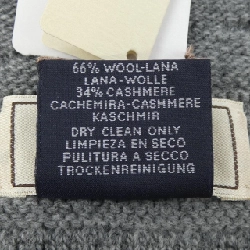 66% WOOL-LANA
LANA-WOLLE
34% CASHMERE
CACHEMIRA-CASHMERE
KASCHMIR
DRY CLEAN ONLY
LIMPIEZA EN SECO
PULITURA A SECCO
TROCKENREINIGUNG